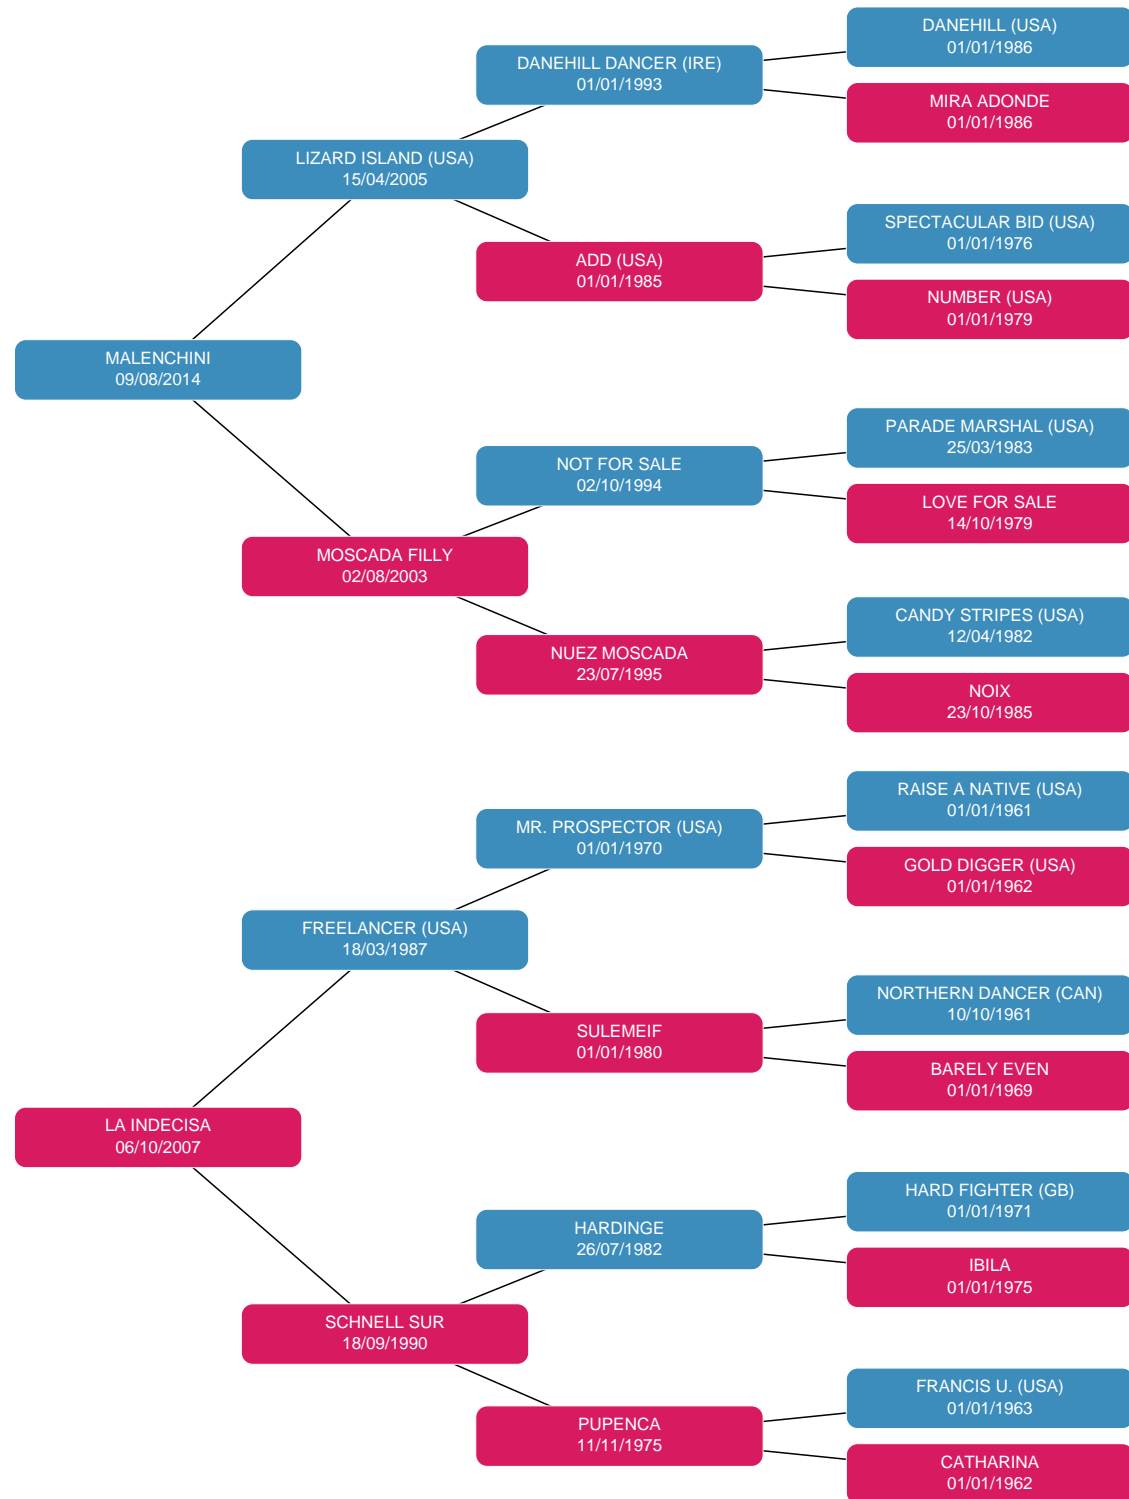 DANEHILL (USA)
01/01/1986
DANEHILL DANCER (IRE)
01/01/1993
MIRA ADONDE
01/01/1986
LIZARD ISLAND (USA)
15/04/2005
SPECTACULAR BID (USA)
01/01/1976
ADD (USA)
01/01/1985
NUMBER (USA)
01/01/1979
MALENCHINI
09/08/2014
PARADE MARSHAL (USA)
25/03/1983
NOT FOR SALE
02/10/1994
LOVE FOR SALE
14/10/1979
MOSCADA FILLY
02/08/2003
CANDY STRIPES (USA)
12/04/1982
NUEZ MOSCADA
23/07/1995
NOIX
23/10/1985
RAISE A NATIVE (USA)
01/01/1961
MR. PROSPECTOR (USA)
01/01/1970
GOLD DIGGER (USA)
01/01/1962
FREELANCER (USA)
18/03/1987
NORTHERN DANCER (CAN)
10/10/1961
SULEMEIF
01/01/1980
BARELY EVEN
01/01/1969
LA INDECISA
06/10/2007
HARD FIGHTER (GB)
01/01/1971
HARDINGE
26/07/1982
IBILA
01/01/1975
SCHNELL SUR
18/09/1990
FRANCIS U. (USA)
01/01/1963
PUPENCA
11/11/1975
CATHARINA
01/01/1962